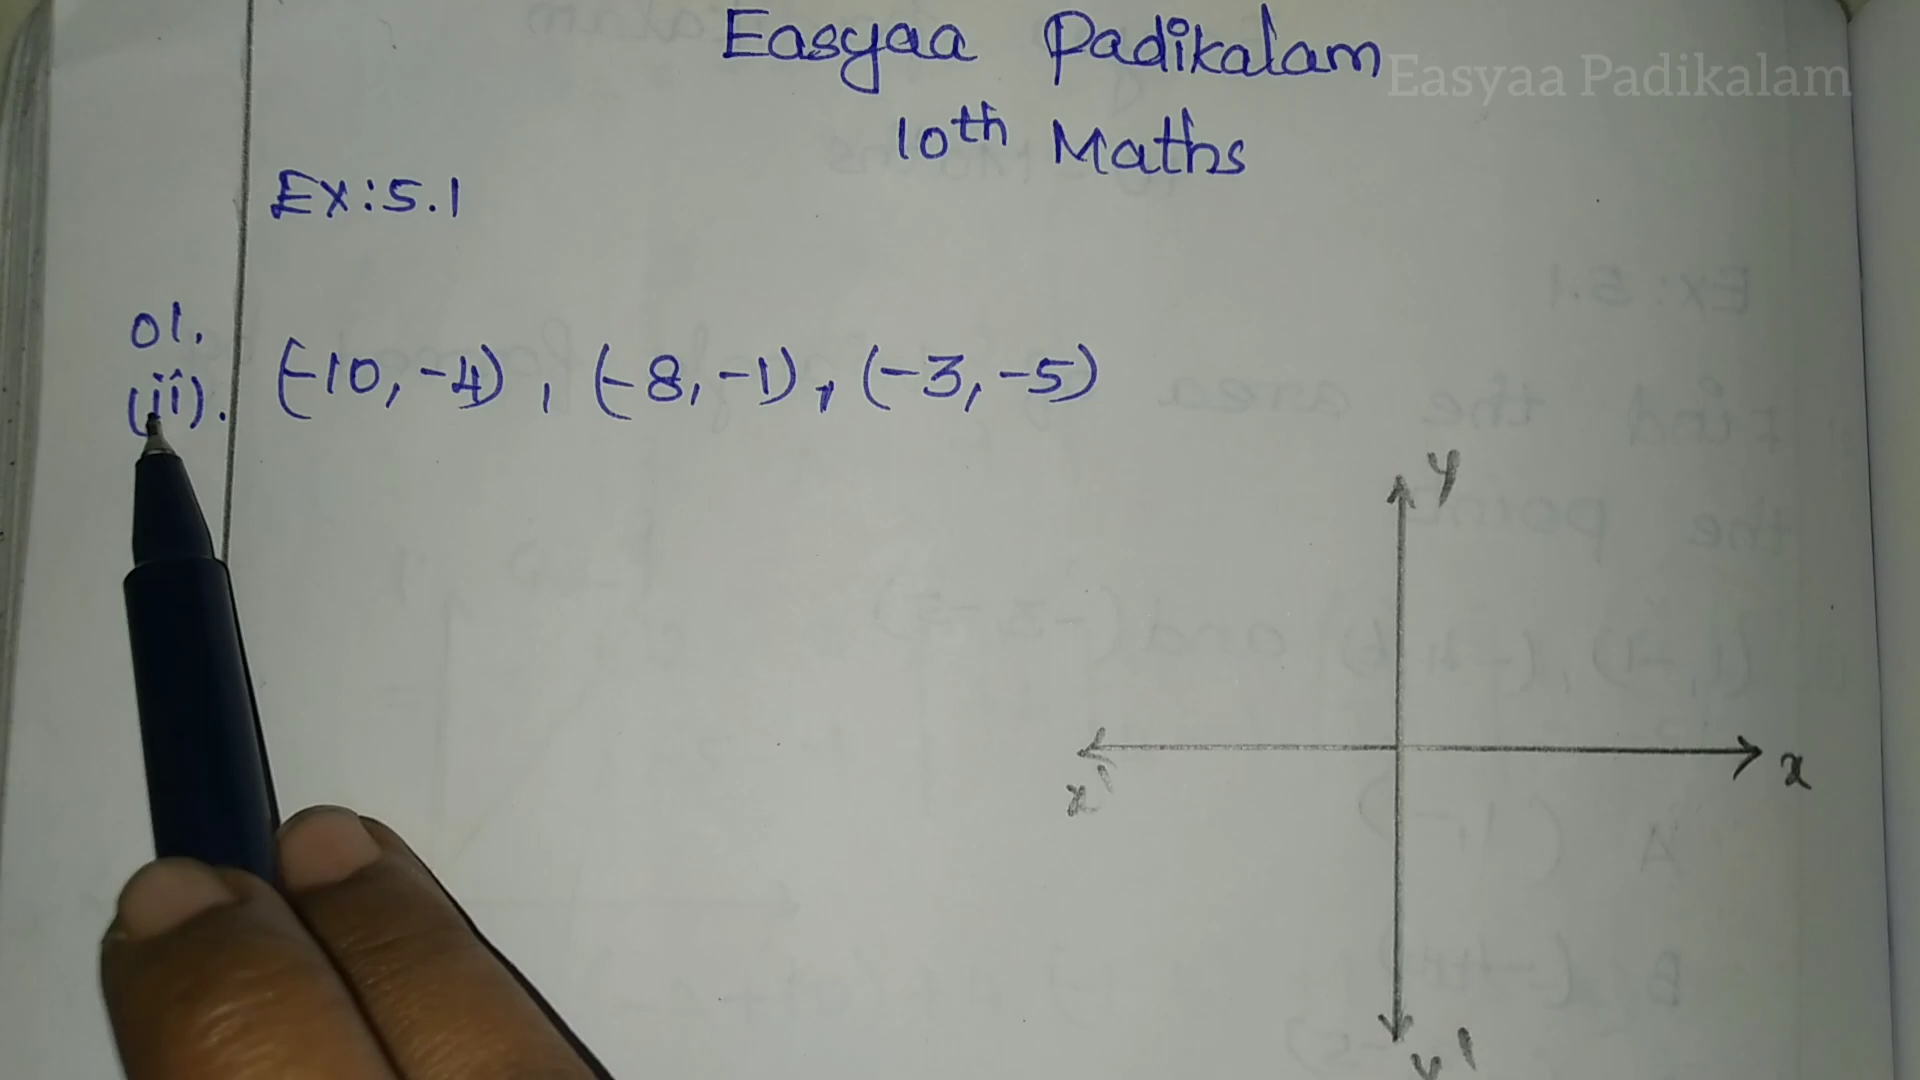 Easyaa Padikalam
Easyaa Padikalam
10th Maths
Ex:5.1
01.
(ii). (-10,-4), (-8,-1), (-3,-5)
y
x'
x
y'